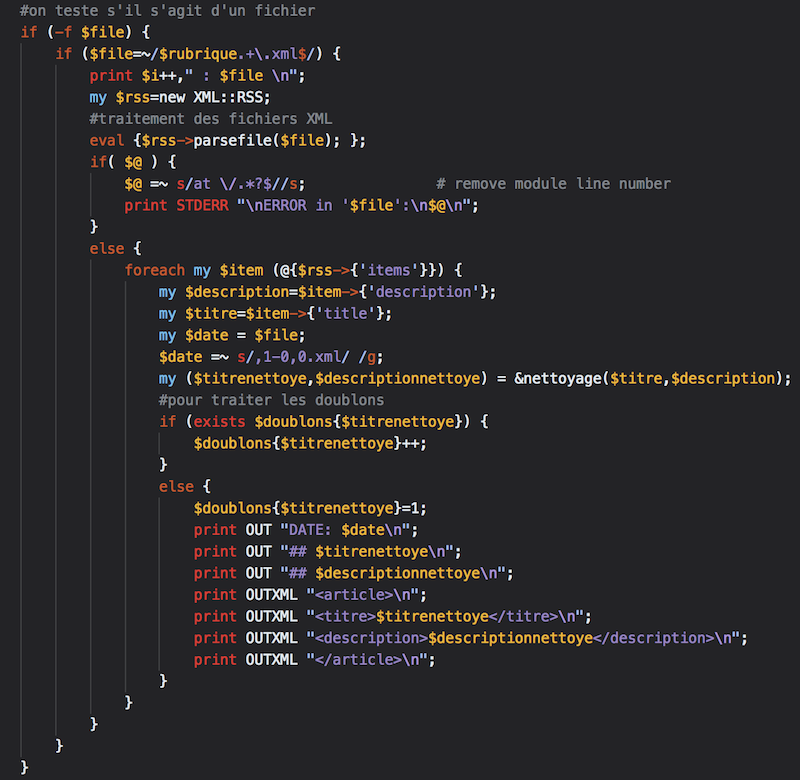 #on teste s'il s'agit d'un fichier
if (-f $file) {
    if ($file=~/$rubrique.+\.xml$/) {
        print $i++," : $file \n";
        my $rss=new XML::RSS;
        #traitement des fichiers XML
        eval {$rss->parsefile($file); };
        if( $@ ) {
            $@ =~ s/at \/.*?$//s;               # remove module line number
            print STDERR "\nERROR in '$file':\n$@\n";
        }
        else {
            foreach my $item (@{$rss->{'items'}}) {
                my $description=$item->{'description'};
                my $titre=$item->{'title'};
                my $date = $file;
                $date =~ s/,1-0,0.xml/ /g;
                my ($titrenettoye,$descriptionnettoye) = &nettoyage($titre,$description);
                #pour traiter les doublons
                if (exists $doublons{$titrenettoye}) {
                    $doublons{$titrenettoye}++;
                }
                else {
                    $doublons{$titrenettoye}=1;
                    print OUT "DATE: $date\n";
                    print OUT "## $titrenettoye\n";
                    print OUT "## $descriptionnettoye\n";
                    print OUTXML "<article>\n";
                    print OUTXML "<titre>$titrenettoye</titre>\n";
                    print OUTXML "<description>$descriptionnettoye</description>\n";
                    print OUTXML "</article>\n";
                }
            }
        }
    }
}